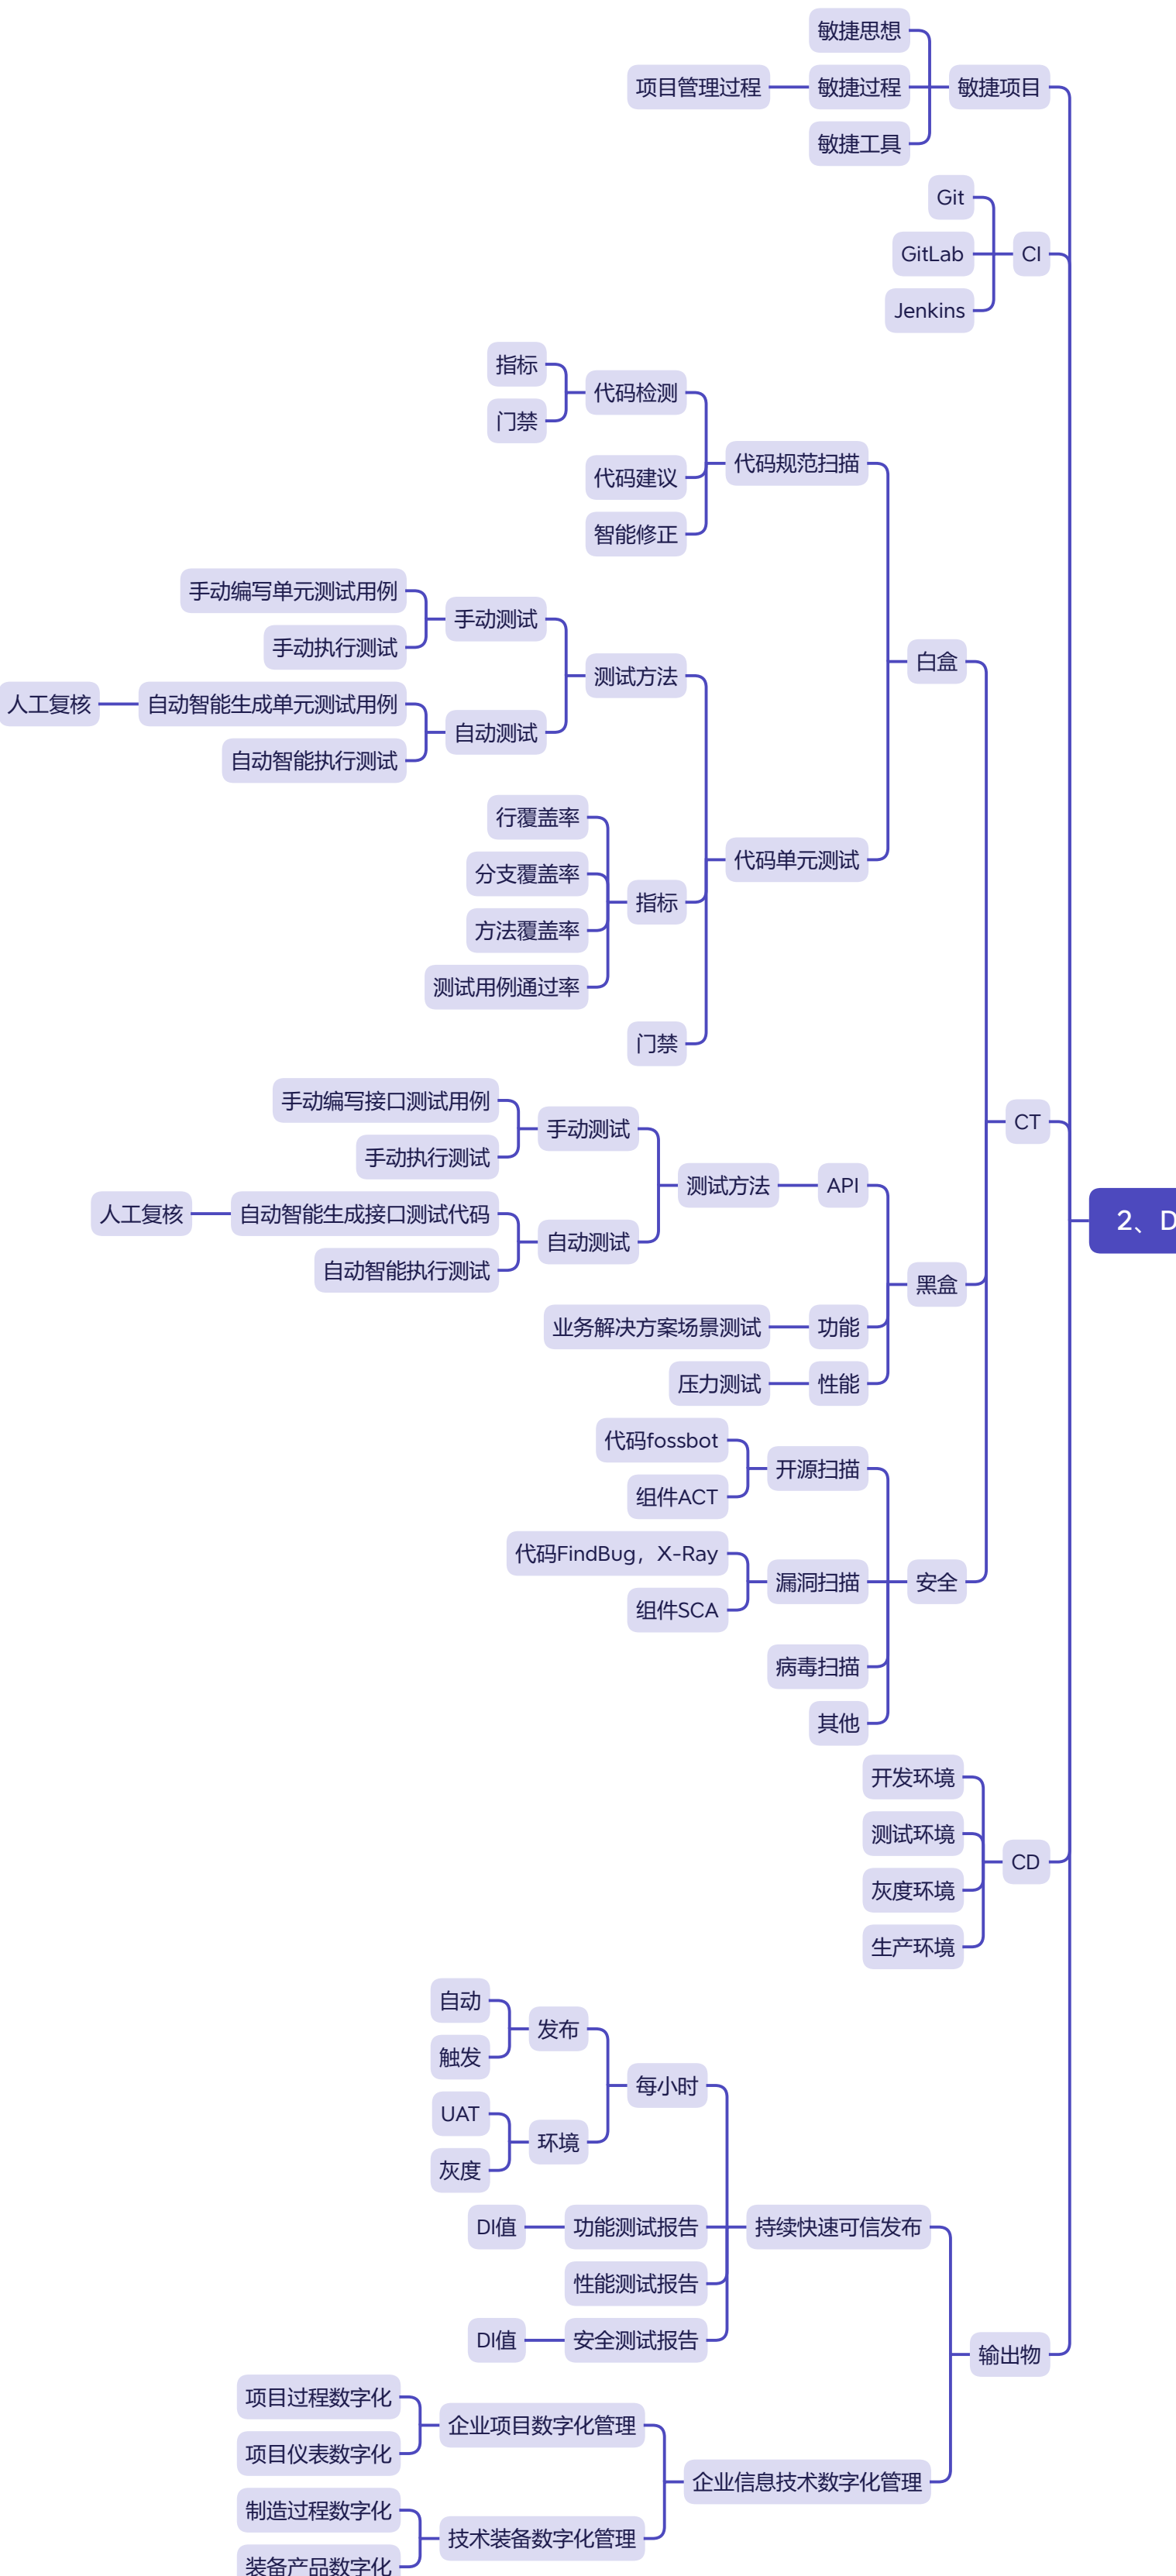 敏捷思想
项目管理过程
敏捷过程
敏捷项目
敏捷工具
Git
GitLab
CI
Jenkins
指标
代码检测
门禁
代码规范扫描
代码建议
智能修正
手动编写单元测试用例
手动测试
手动执行测试
白盒
测试方法
人工复核
自动智能生成单元测试用例
自动测试
自动智能执行测试
行覆盖率
代码单元测试
分支覆盖率
指标
方法覆盖率
测试用例通过率
门禁
手动编写接口测试用例
CT
手动测试
手动执行测试
测试方法
API
人工复核
自动智能生成接口测试代码
2、D
自动测试
自动智能执行测试
黑盒
业务解决方案场景测试
功能
压力测试
性能
代码fossbot
开源扫描
组件ACT
代码FindBug，X-Ray
漏洞扫描
安全
组件SCA
病毒扫描
其他
开发环境
测试环境
CD
灰度环境
生产环境
自动
发布
触发
每小时
UAT
环境
灰度
DI值
功能测试报告
持续快速可信发布
性能测试报告
DI值
安全测试报告
输出物
项目过程数字化
企业项目数字化管理
项目仪表数字化
企业信息技术数字化管理
制造过程数字化
技术装备数字化管理
装备产品数字化